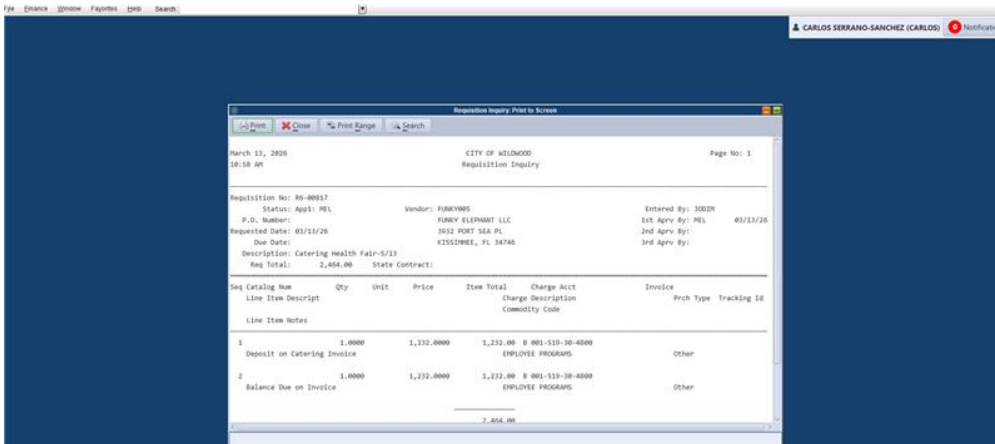 File Finance Window Favorites Help Search:
CARLOS SERRANO-SANCHEZ (CARLOS) 0 Notificati
Requisition Inquiry: Print to Screen
Print Close Print Range Search
March 13, 2026 CITY OF WILDWOOD Page No: 1
10:58 AM Requisition Inquiry
Requisition No: R6-00817
Status: App1: MEL Vendor: FUNKY005 Entered By: JODIM
P.O. Number: FUNKY ELEPHANT LLC 1st Aprv By: MEL 03/13/26
Requested Date: 03/13/26 3932 PORT SEA PL 2nd Aprv By:
Due Date: KISSIMMEE, FL 34746 3rd Aprv By:
Description: Catering Health Fair-5/13
Req Total: 2,464.00 State Contract:
Seq Catalog Num Qty Unit Price Item Total Charge Acct Invoice
Line Item Descript Charge Description Prch Type Tracking Id
Commodity Code
Line Item Notes
1 1.0000 1,232.0000 1,232.00 B 001-519-30-4800
Deposit on Catering Invoice EMPLOYEE PROGRAMS Other
2 1.0000 1,232.0000 1,232.00 B 001-519-30-4800
Balance Due on Invoice EMPLOYEE PROGRAMS Other
2,464.00